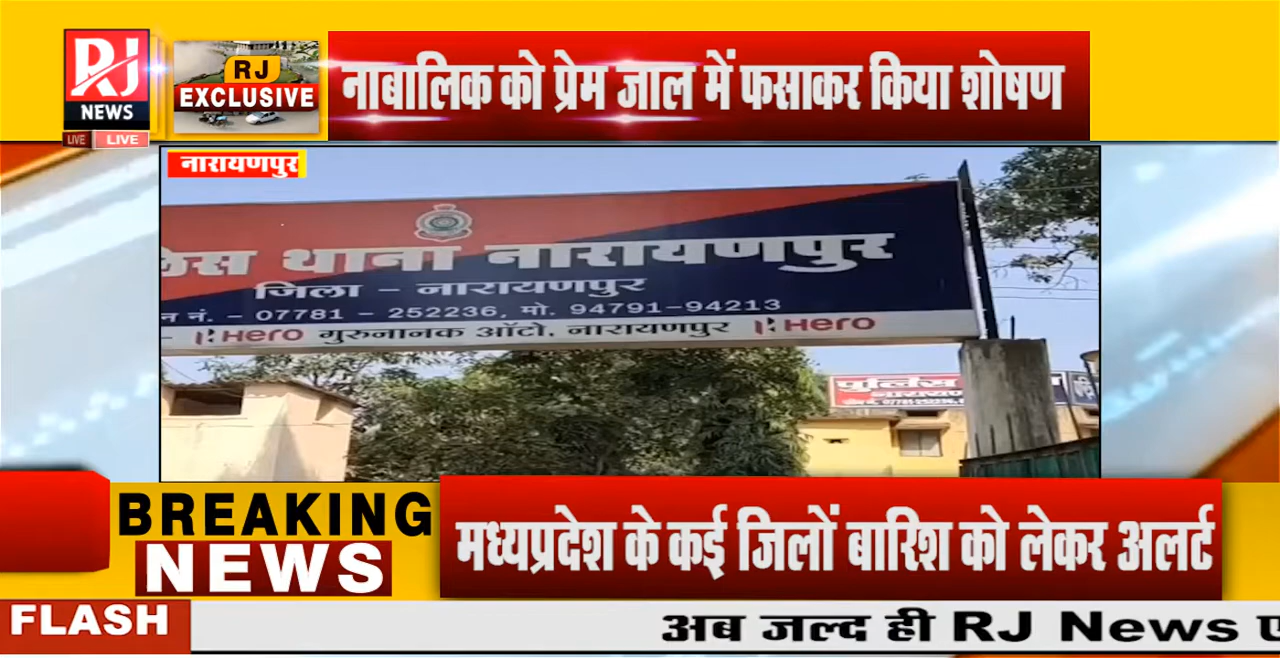 RJ
NEWS
LIVE LIVE
RJ
EXCLUSIVE
नाबालिक को प्रेम जाल में फसाकर किया शोषण
नारायणपुर
थाना नारायणपुर
जिला - नारायणपुर
न नं. - 07781 - 252236, मो. 94791-94213
Hero गुरुनानक ऑटो, नारायणपुर Hero
पुलिस
BREAKING
NEWS
मध्यप्रदेश के कई जिलों बारिश को लेकर अलर्ट
FLASH
अब जल्द ही RJ News ए